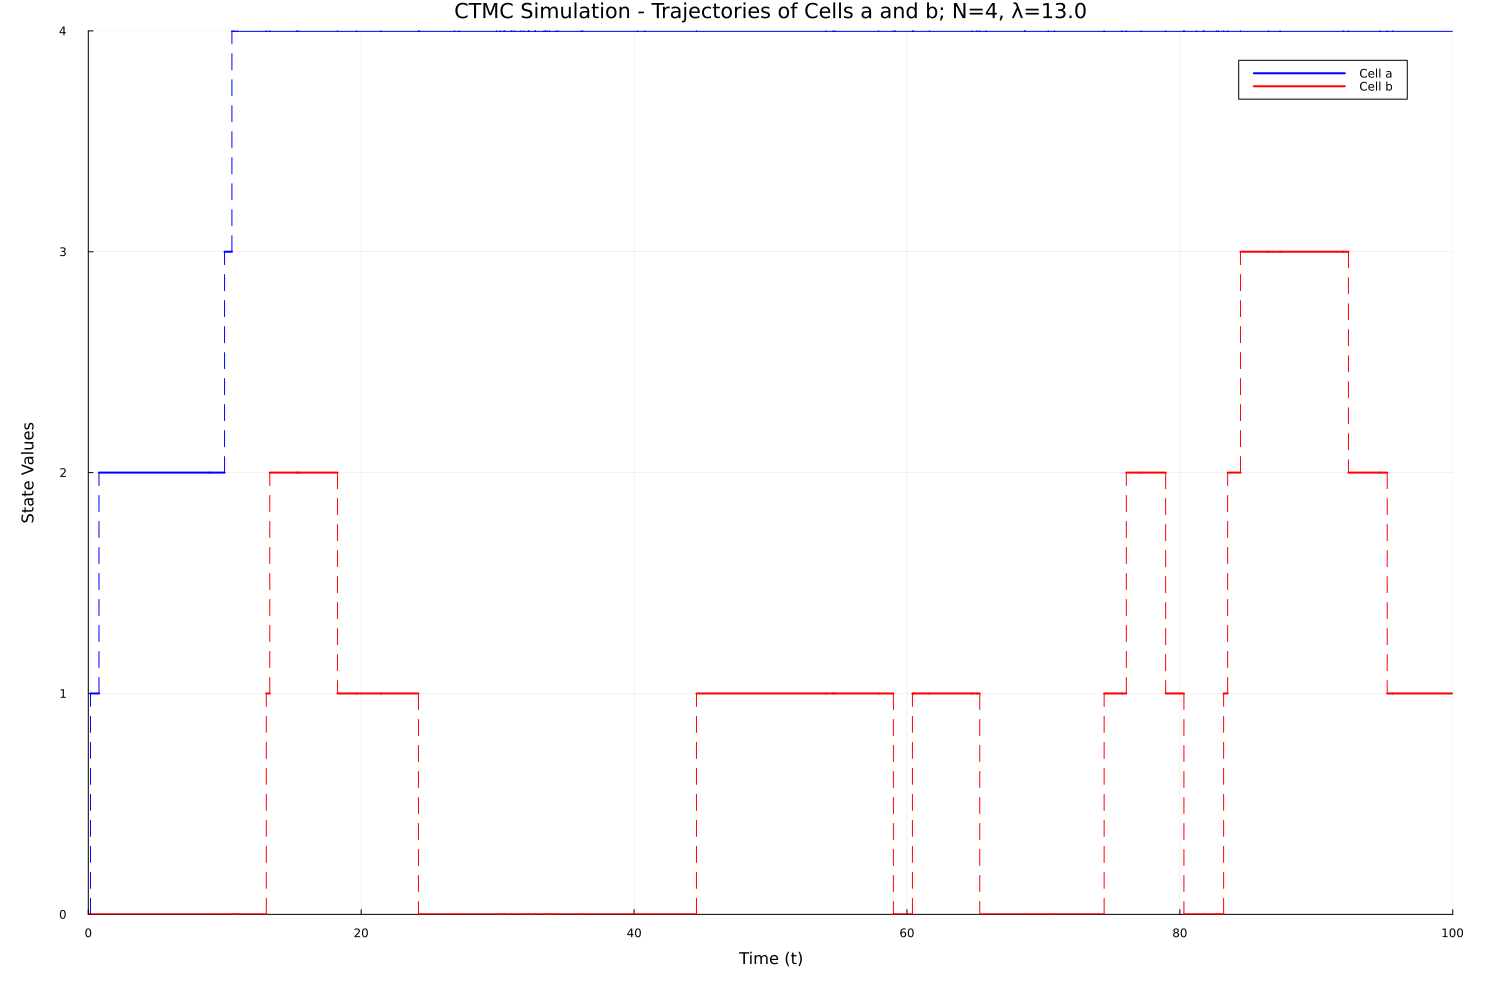 CTMC Simulation - Trajectories of Cells a and b; N=4, λ=13.0
Cell a
Cell b
State Values
4
3
2
1
0
0 20 40 60 80 100
Time (t)